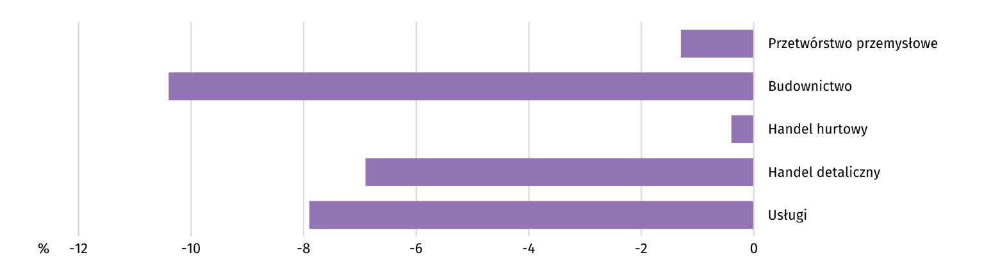 Przetwórstwo przemysłowe
Budownictwo
Handel hurtowy
Handel detaliczny
Usługi
% -12 -10 -8 -6 -4 -2 0